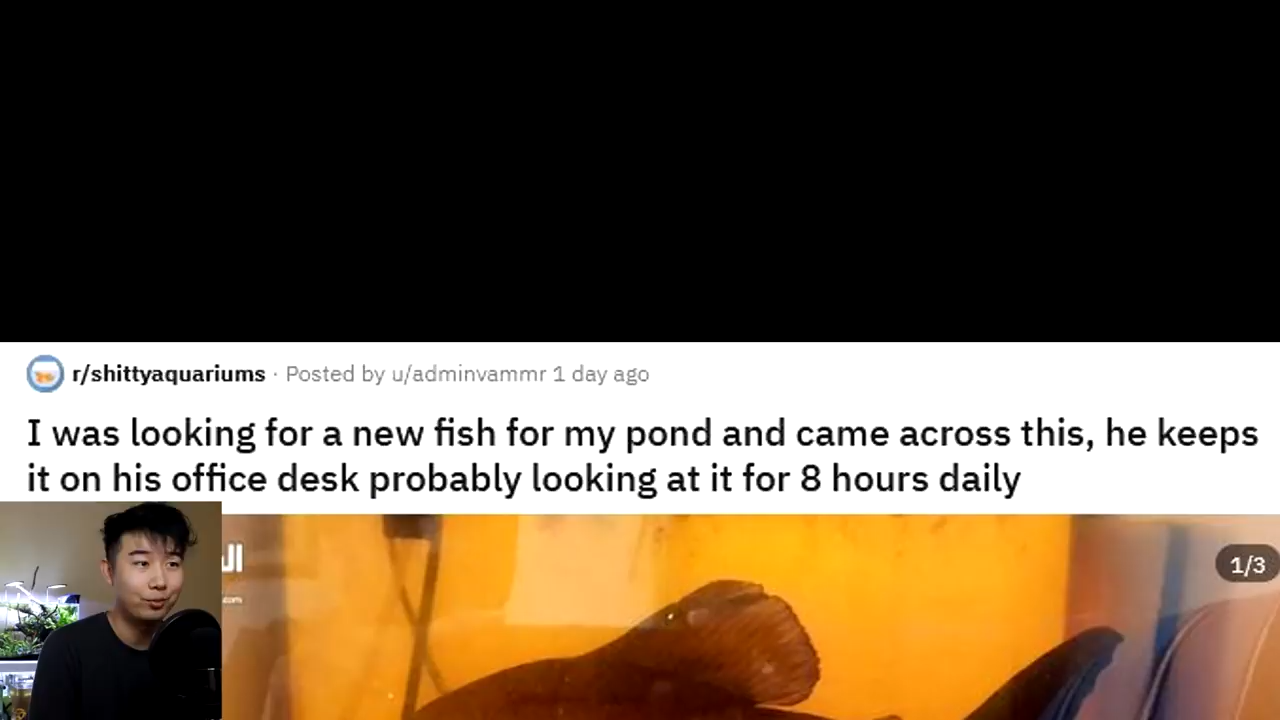 r/shittyaquariums · Posted by u/adminvammr 1 day ago
I was looking for a new fish for my pond and came across this, he keeps
it on his office desk probably looking at it for 8 hours daily
1/3
.com